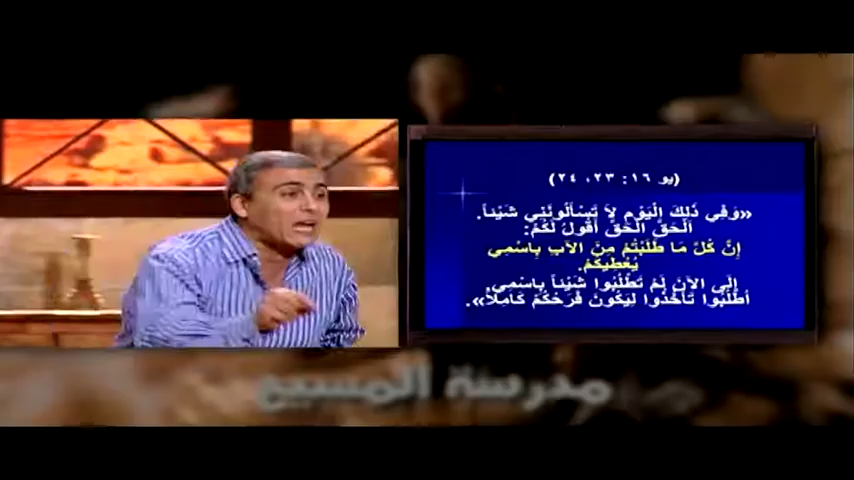 (يو ١٦: ٢٣، ٢٤)
«وَفِي ذَلِكَ الْيَوْمِ لاَ تَسْأَلُونَنِي شَيْئاً.
اَلْحَقَّ الْحَقَّ أَقُولُ لَكُمْ:
إِنَّ كُلَّ مَا طَلَبْتُمْ مِنَ الآبِ بِاسْمِي
يُعْطِيكُمْ.
إِلَى الآنَ لَمْ تَطْلُبُوا شَيْئاً بِاسْمِي.
اُطْلُبُوا تَأْخُذُوا لِيَكُونَ فَرَحُكُمْ كَامِلاً».
مدرسة المسيح